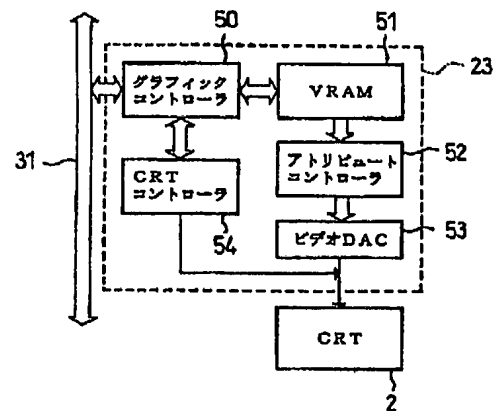 50
51
23
グラフィック
コントローラ
VRAM
31
アトリビュート
コントローラ
52
CRT
コントローラ
54
ビデオDAC
53
CRT
2